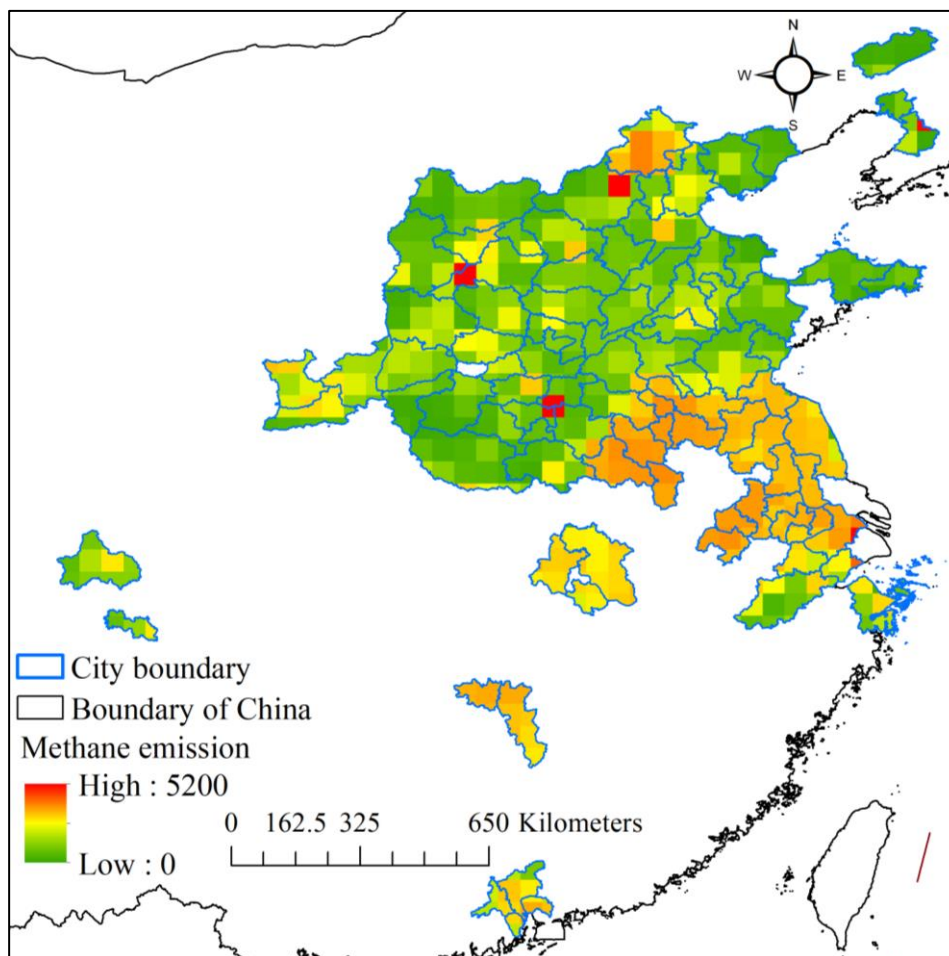 N
W E
S
City boundary
Boundary of China
Methane emission
High : 5200
Low : 0
0 162.5 325 650 Kilometers